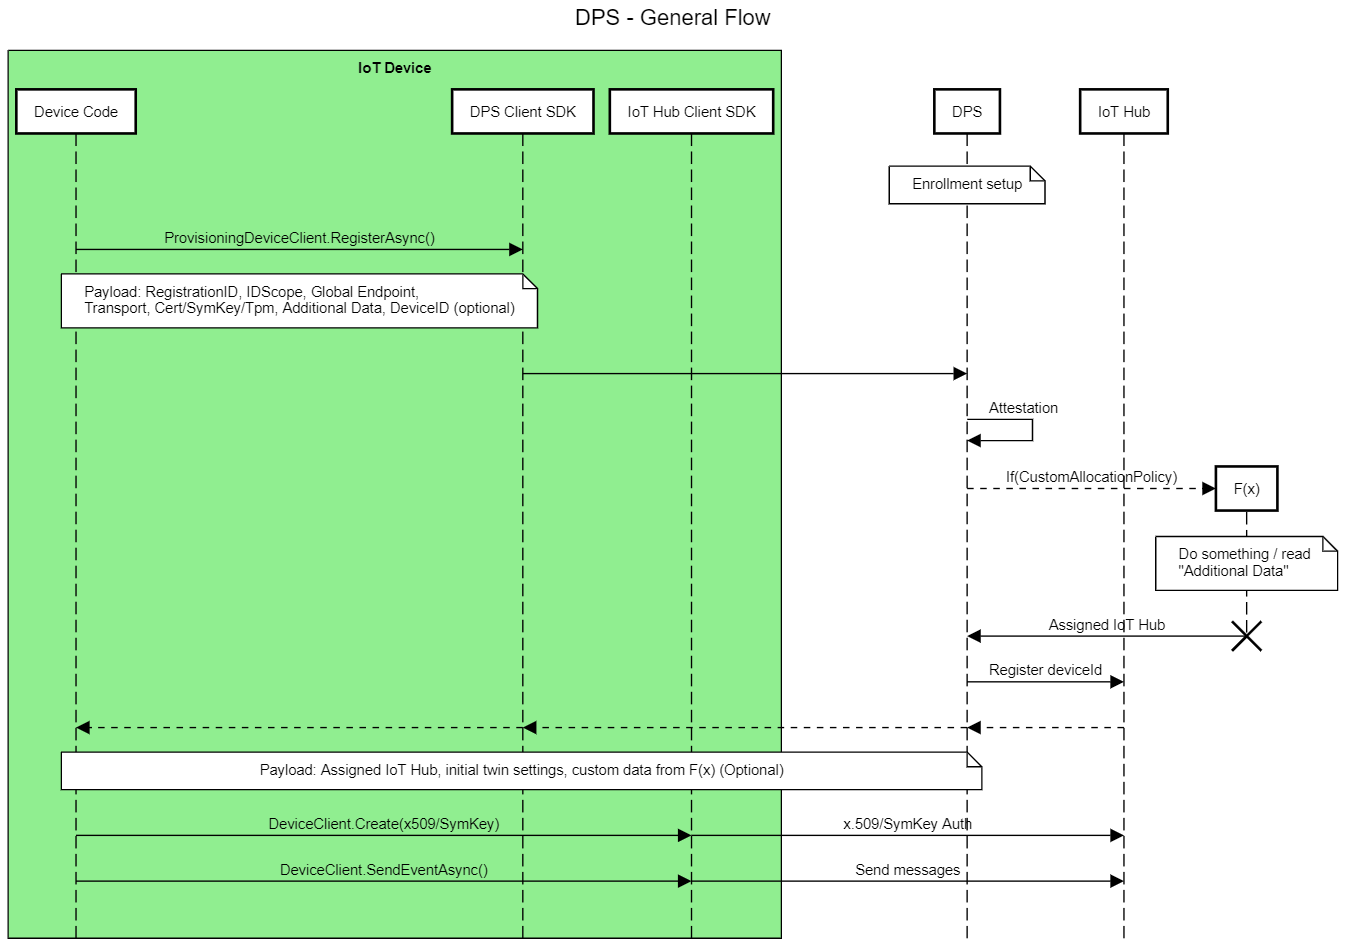 DPS - General Flow
IoT Device
Device Code
DPS Client SDK
IoT Hub Client SDK
DPS
IoT Hub
Enrollment setup
ProvisioningDeviceClient.RegisterAsync()
Payload: RegistrationID, IDScope, Global Endpoint,
Transport, Cert/SymKey/Tpm, Additional Data, DeviceID (optional)
Attestation
If(CustomAllocationPolicy)
F(x)
Do something / read
"Additional Data"
Assigned IoT Hub
Register deviceId
Payload: Assigned IoT Hub, initial twin settings, custom data from F(x) (Optional)
DeviceClient.Create(x509/SymKey)
x.509/SymKey Auth
DeviceClient.SendEventAsync()
Send messages